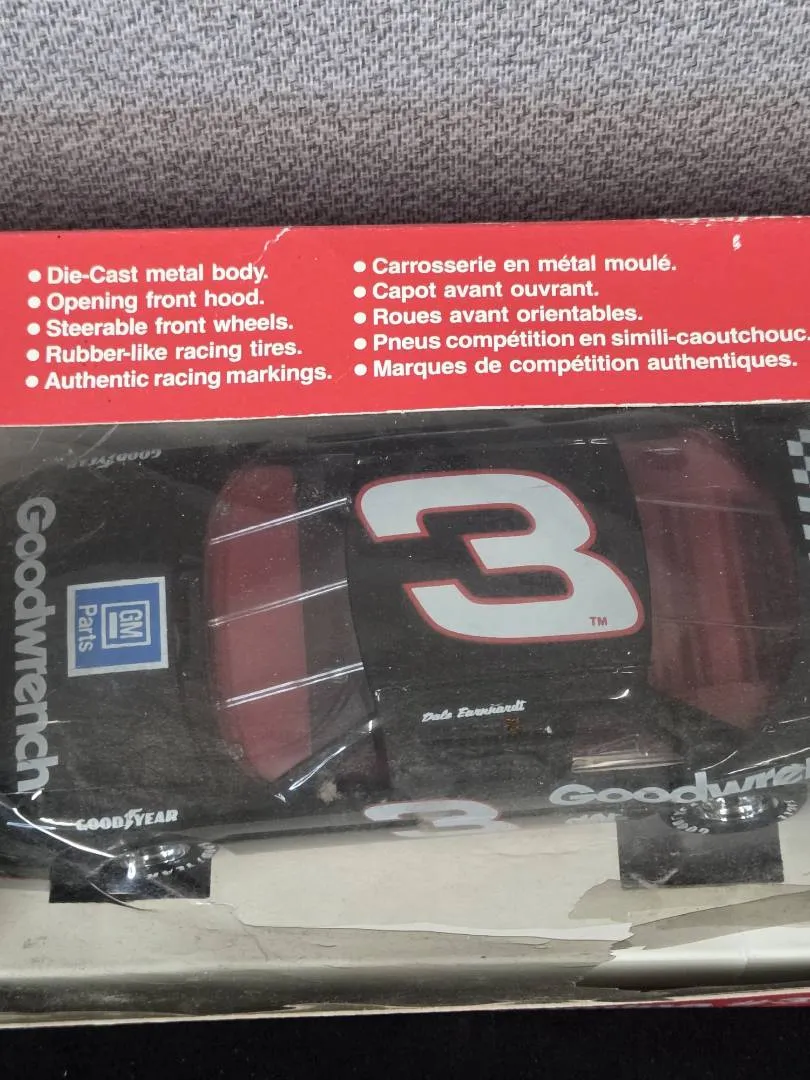 • Die-Cast metal body.
• Opening front hood.
• Steerable front wheels.
• Rubber-like racing tires.
• Authentic racing markings.
• Carrosserie en métal moulé.
• Capot avant ouvrant.
• Roues avant orientables.
• Pneus compétition en simili-caoutchouc.
• Marques de compétition authentiques.
GOODYEAR
Goodwrench
GM
Parts
3
TM
Dale Earnhardt
GOODYEAR
3
Goodwre